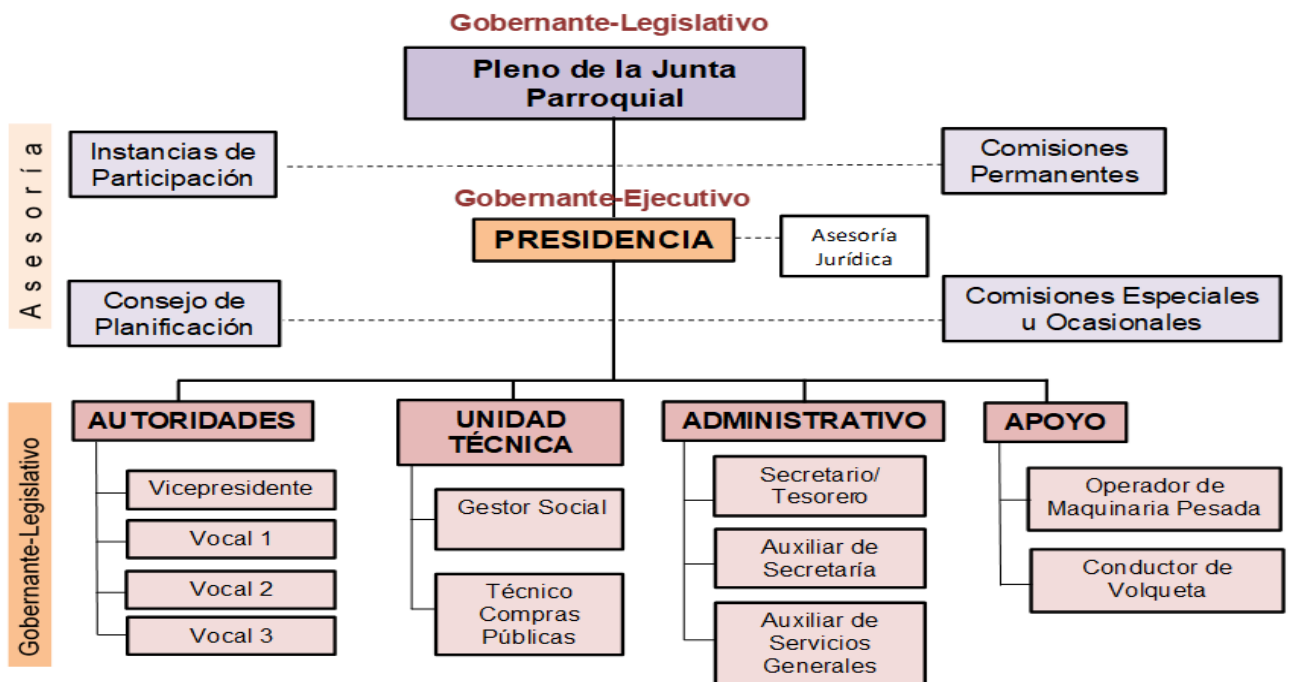 Gobernante-Legislativo
Pleno de la Junta
Parroquial
Asesoría
Instancias de
Participación
Comisiones
Permanentes
Gobernante-Ejecutivo
PRESIDENCIA
Asesoría
Jurídica
Consejo de
Planificación
Comisiones Especiales
u Ocasionales
Gobernante-Legislativo
AUTORIDADES
Vicepresidente
Vocal 1
Vocal 2
Vocal 3
UNIDAD
TÉCNICA
Gestor Social
Técnico
Compras
Públicas
ADMINISTRATIVO
Secretario/
Tesorero
Auxiliar de
Secretaría
Auxiliar de
Servicios
Generales
APOYO
Operador de
Maquinaria Pesada
Conductor de
Volqueta